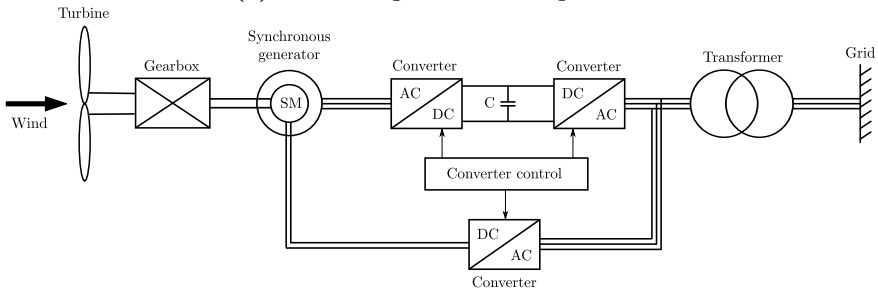 Turbine
Wind
Gearbox
Synchronous
generator
SM
Converter
AC
DC
C
Converter
DC
AC
Transformer
Grid
Converter control
DC
AC
Converter